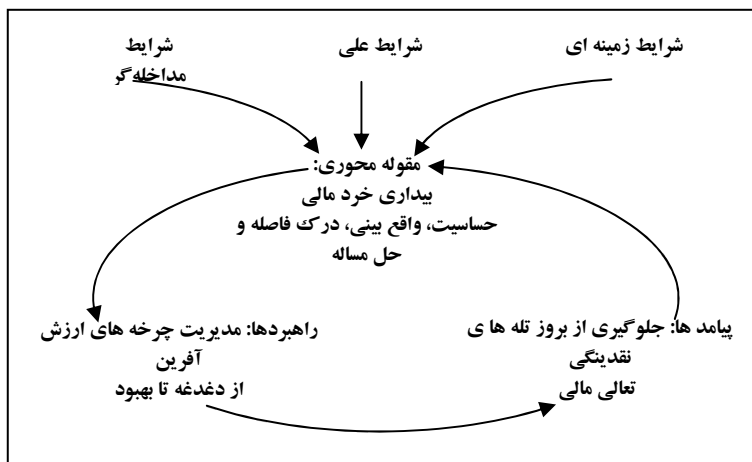 شرایط زمینه ای
شرایط علی
شرایط
مداخله‌گر
مقوله محوری:
بیداری خرد مالی
حساسیت، واقع بینی، درک فاصله و
حل مساله
پیامد ها: جلوگیری از بروز تله ها ی
نقدینگی
تعالی مالی
راهبردها: مدیریت چرخه های ارزش
آفرین
از دغدغه تا بهبود